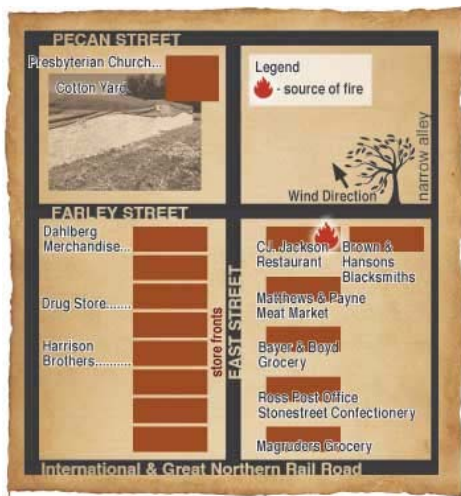 PECAN STREET
Presbyterian Church...
Cotton Yard
Legend
- source of fire
Wind Direction
narrow alley
FARLEY STREET
Dahlberg
Merchandise...
Drug Store.......
Harrison
Brothers..........
store fronts
EAST STREET
C.J. Jackson
Restaurant
Brown &
Hansons
Blacksmiths
Matthews & Payne
Meat Market
Bayer & Boyd
Grocery
Ross Post Office
Stonestreet Confectionery
Magruders Grocery
International & Great Northern Rail Road